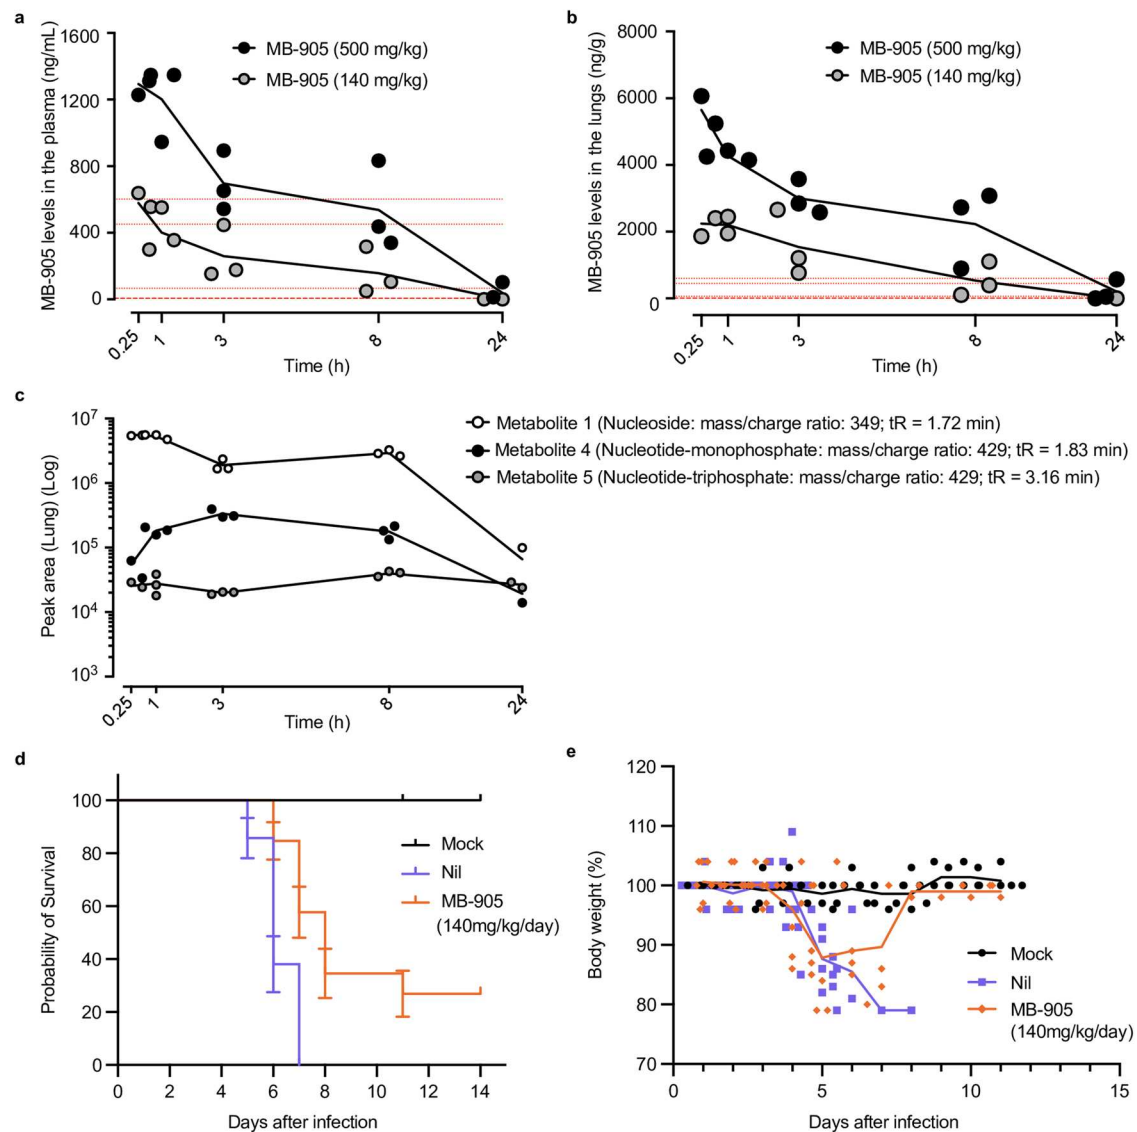 a
MB-905 levels in the plasma (ng/mL)
1600
1200
800
400
0
MB-905 (500 mg/kg)
MB-905 (140 mg/kg)
0.25
1
3
8
24
Time (h)
b
MB-905 levels in the lungs (ng/g)
8000
6000
4000
2000
0
MB-905 (500 mg/kg)
MB-905 (140 mg/kg)
0.25
1
3
8
24
Time (h)
c
Peak area (Lung) (Log)
10⁷
10⁶
10⁵
10⁴
10³
Metabolite 1 (Nucleoside: mass/charge ratio: 349; tR = 1.72 min)
Metabolite 4 (Nucleotide-monophosphate: mass/charge ratio: 429; tR = 1.83 min)
Metabolite 5 (Nucleotide-triphosphate: mass/charge ratio: 429; tR = 3.16 min)
0.25
1
3
8
24
Time (h)
d
Probability of Survival
100
80
60
40
20
0
Mock
Nil
MB-905
(140mg/kg/day)
0 2 4 6 8 10 12 14
Days after infection
e
Body weight (%)
120
110
100
90
80
70
Mock
Nil
MB-905
(140mg/kg/day)
0 5 10 15
Days after infection